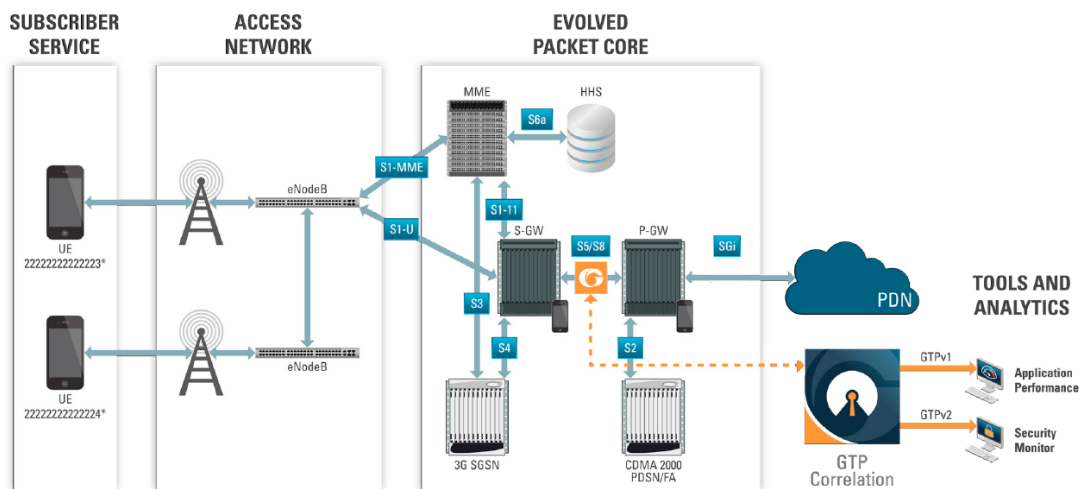 SUBSCRIBER
SERVICE
ACCESS
NETWORK
EVOLVED
PACKET CORE
MME
HHS
S6a
S1-MME
eNodeB
S1-11
S1-U
S-GW
P-GW
S5/S8
SGi
UE
22222222222223*
PDN
TOOLS AND
ANALYTICS
S3
S4
S2
eNodeB
GTPv1
Application
Performance
UE
22222222222224*
GTPv2
Security
Monitor
3G SGSN
CDMA 2000
PDSN/FA
GTP
Correlation